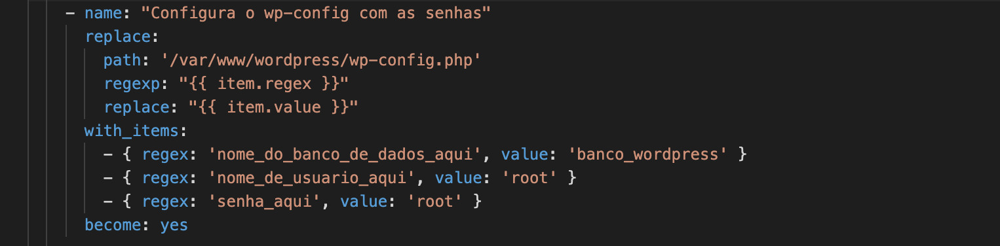 - name: "Configura o wp-config com as senhas"
replace:
path: '/var/www/wordpress/wp-config.php'
regexp: "{{ item.regex }}"
replace: "{{ item.value }}"
with_items:
- { regex: 'nome_do_banco_de_dados_aqui', value: 'banco_wordpress' }
- { regex: 'nome_de_usuario_aqui', value: 'root' }
- { regex: 'senha_aqui', value: 'root' }
become: yes